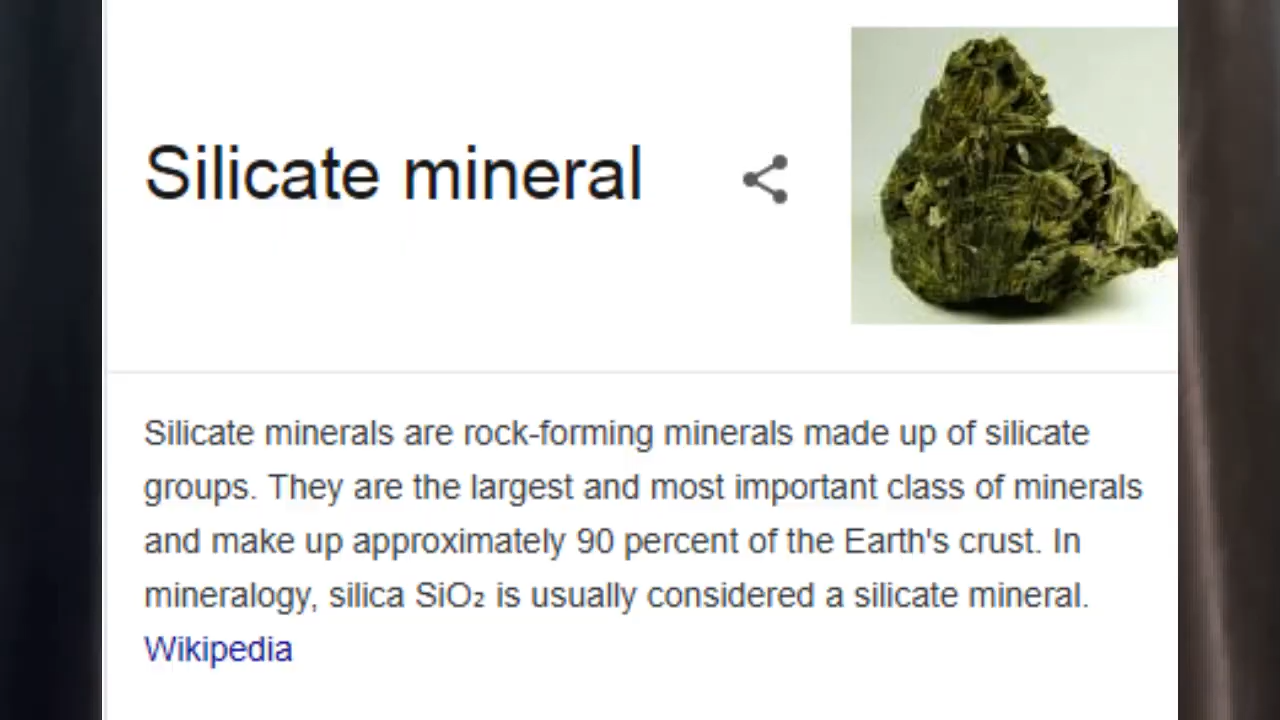 Silicate mineral
Silicate minerals are rock-forming minerals made up of silicate
groups. They are the largest and most important class of minerals
and make up approximately 90 percent of the Earth's crust. In
mineralogy, silica SiO₂ is usually considered a silicate mineral.
Wikipedia